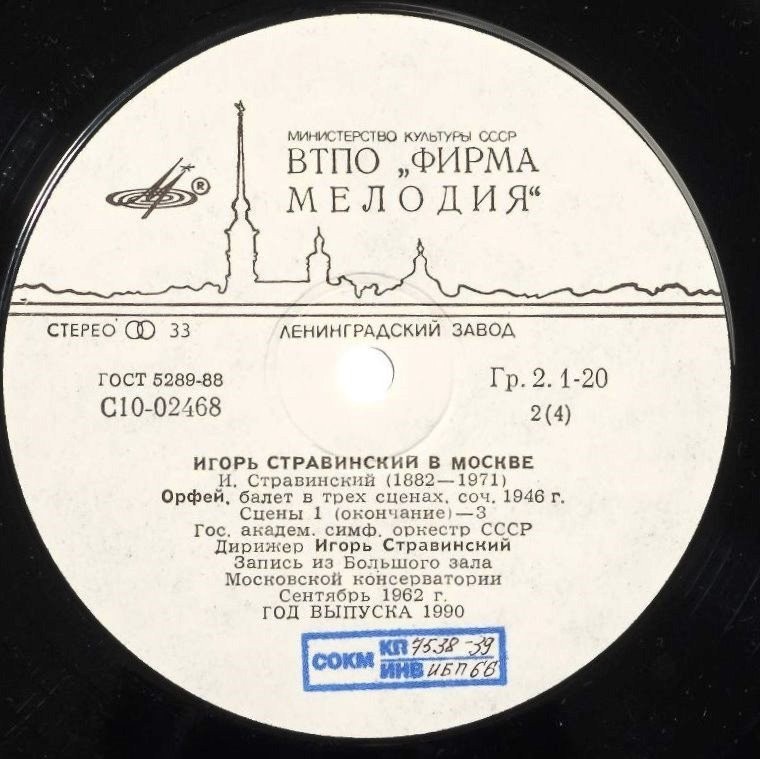 МИНИСТЕРСТВО КУЛЬТУРЫ СССР
ВТПО „ФИРМА
МЕЛОДИЯ“
®
СТЕРЕО 33
ЛЕНИНГРАДСКИЙ ЗАВОД
ГОСТ 5289-88
Гр. 2. 1-20
С10-02468
2(4)
ИГОРЬ СТРАВИНСКИЙ В МОСКВЕ
И. Стравинский (1882—1971)
Орфей, балет в трех сценах, соч. 1946 г.
Сцены 1 (окончание)—3
Гос. академ. симф. оркестр СССР
Дирижер Игорь Стравинский
Запись из Большого зала
Московской консерватории
Сентябрь 1962 г.
ГОД ВЫПУСКА 1990
СОКМ КП 7538-39
ИНВ